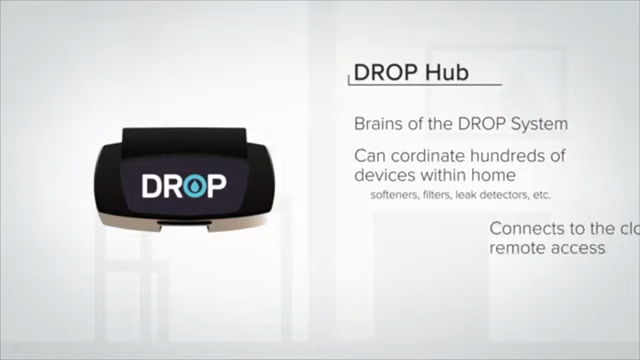 DROP Hub
Brains of the DROP System
Can cordinate hundreds of
devices within home
softeners, filters, leak detectors, etc.
Connects to the
remote access
DROP